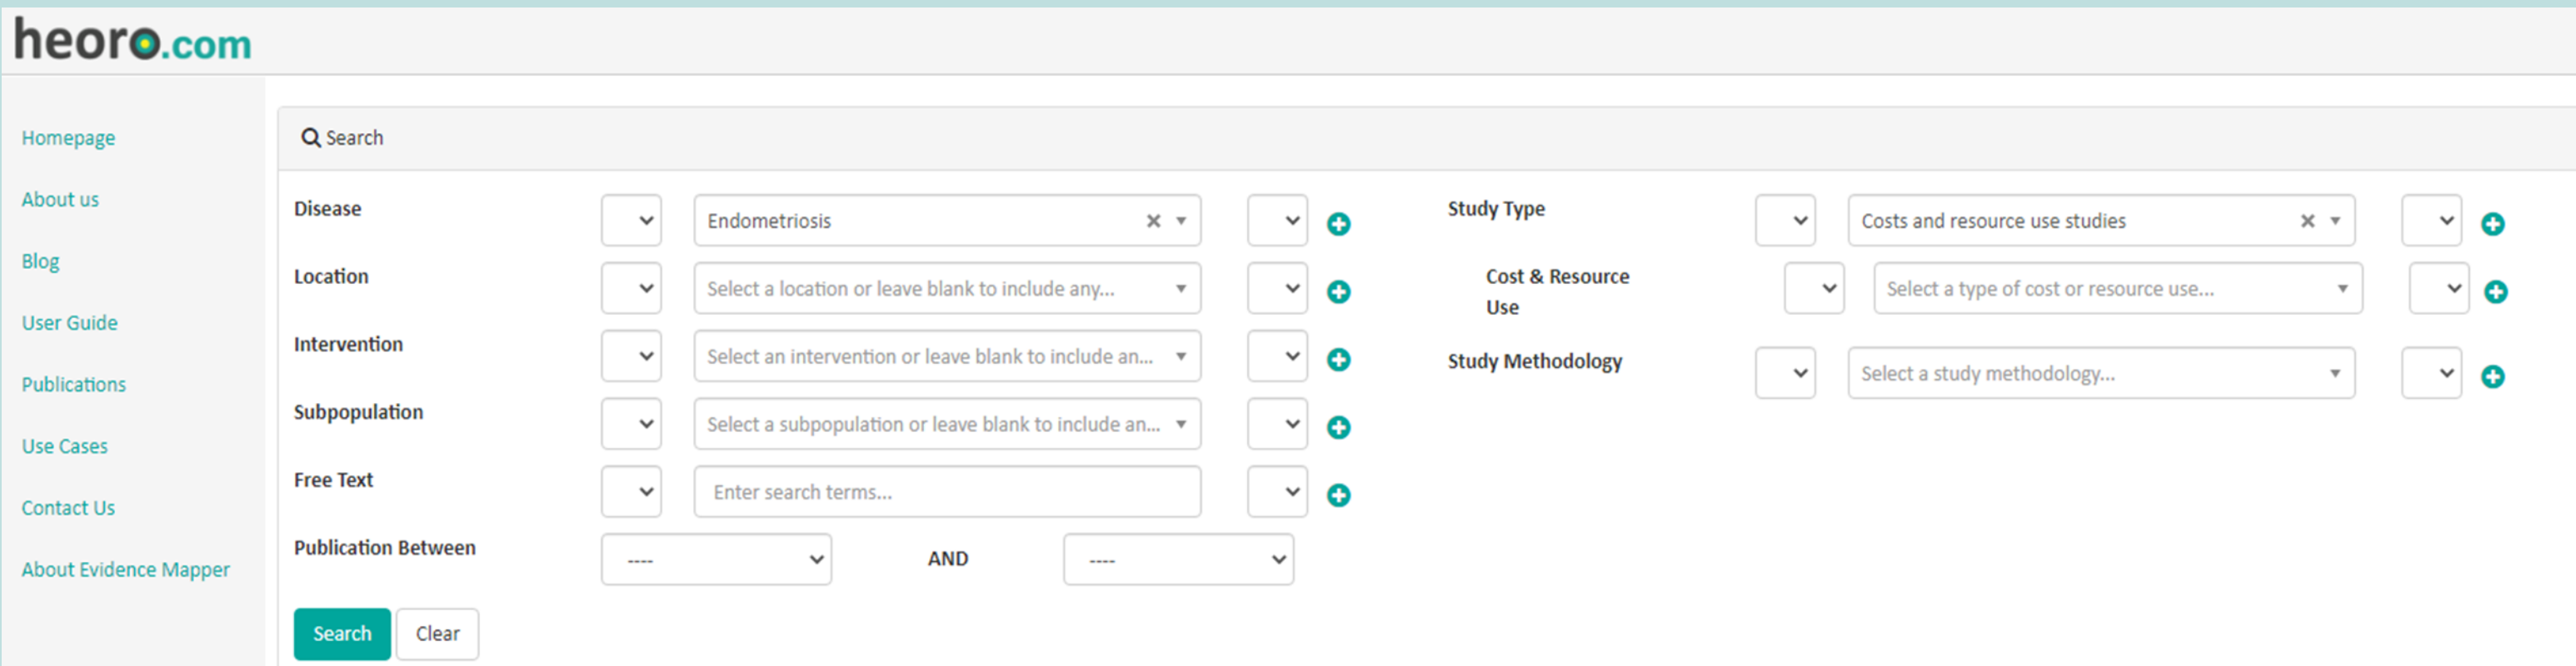 heoro.com
Homepage
About us
Blog
User Guide
Publications
Use Cases
Contact Us
About Evidence Mapper
Search
Disease
Endometriosis
Location
Select a location or leave blank to include any...
Intervention
Select an intervention or leave blank to include an...
Subpopulation
Select a subpopulation or leave blank to include an...
Free Text
Enter search terms...
Publication Between
----
AND
----
Search
Clear
Study Type
Costs and resource use studies
Cost & Resource
Use
Select a type of cost or resource use...
Study Methodology
Select a study methodology...